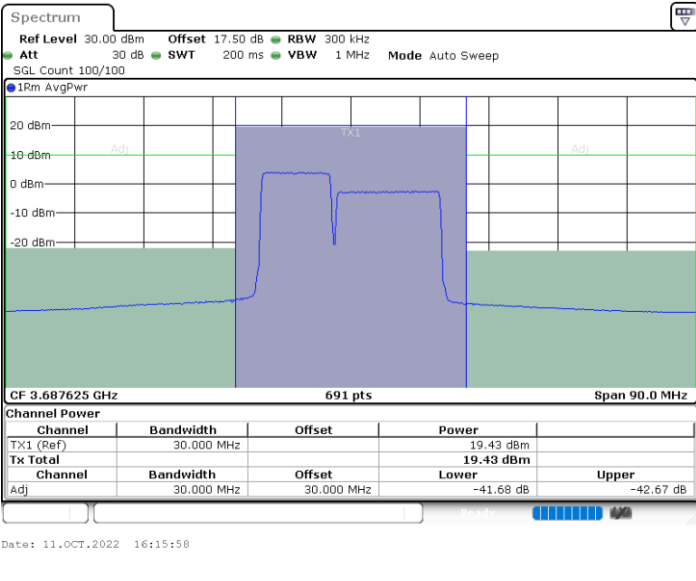 Spectrum
Ref Level 30.00 dBm Offset 17.50 dB RBW 300 kHz
Att 30 dB SWT 200 ms VBW 1 MHz Mode Auto Sweep
SGL Count 100/100
1Rm AvgPwr
20 dBm
TX1
Adj Adj
10 dBm
0 dBm
-10 dBm
-20 dBm
CF 3.687625 GHz 691 pts Span 90.0 MHz
Channel Power
Channel Bandwidth Offset Power
TX1 (Ref) 30.000 MHz 19.43 dBm
Tx Total 19.43 dBm
Channel Bandwidth Offset Lower Upper
Adj 30.000 MHz 30.000 MHz -41.68 dB -42.67 dB
Ready
Date: 11.OCT.2022 16:15:58